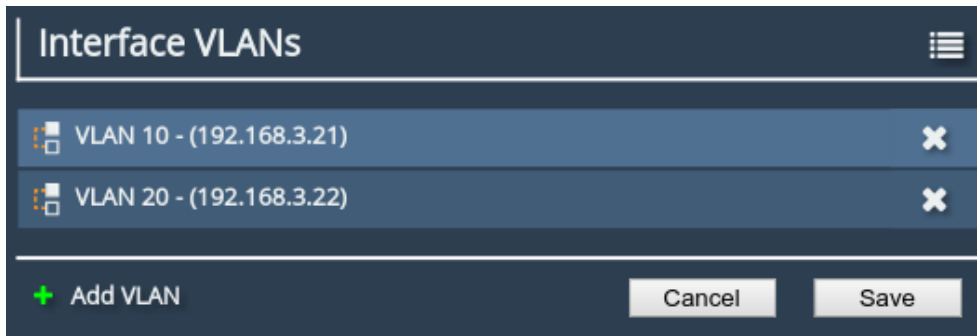 Interface VLANs
VLAN 10 - (192.168.3.21)
VLAN 20 - (192.168.3.22)
Add VLAN Cancel Save